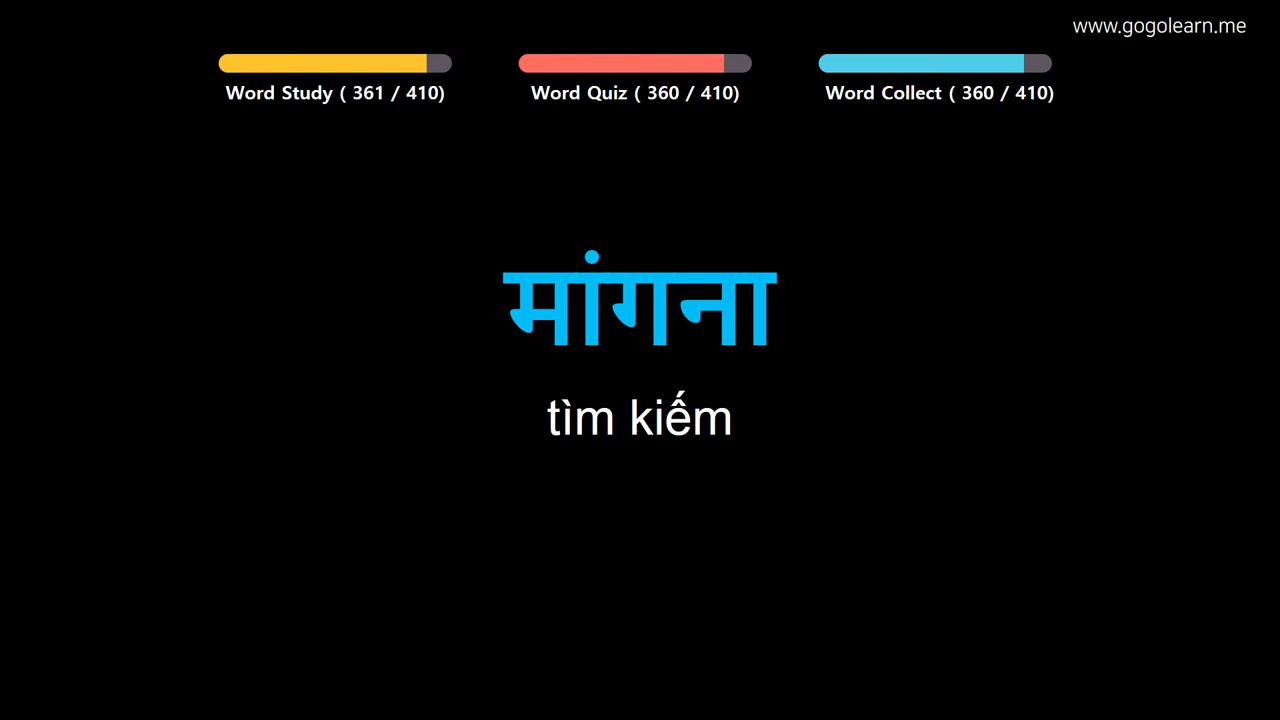 www.gogolearn.me
Word Study ( 361 / 410)
Word Quiz ( 360 / 410)
Word Collect ( 360 / 410)
मांगना
tìm kiếm